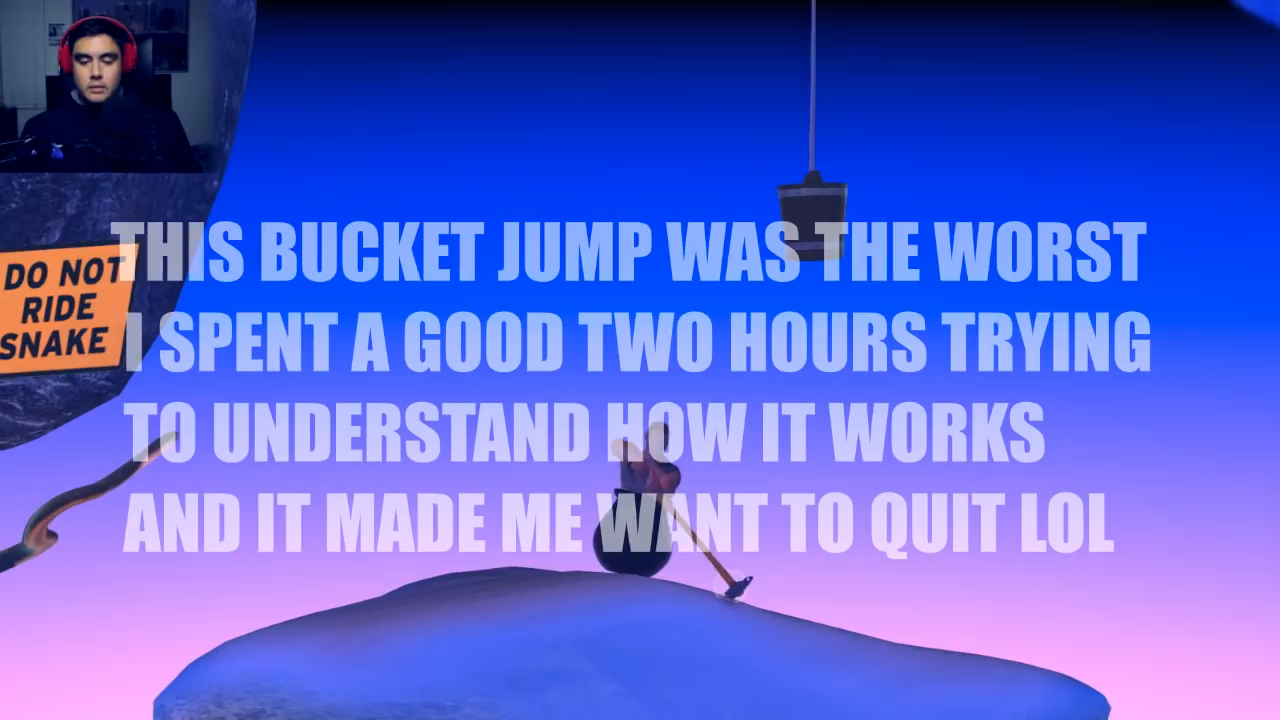 THIS BUCKET JUMP WAS THE WORST
I SPENT A GOOD TWO HOURS TRYING
TO UNDERSTAND HOW IT WORKS
AND IT MADE ME WANT TO QUIT LOL
DO NOT
RIDE
SNAKE